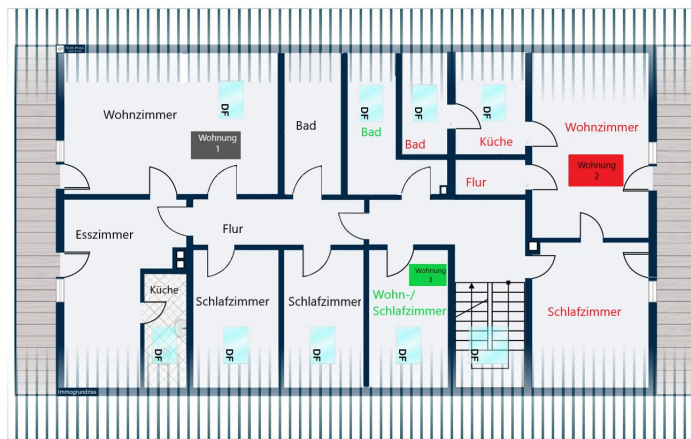 DF
DF
DF
DF
Wohnzimmer
Wohnung
1
Bad
Bad
Bad
Küche
Wohnzimmer
Wohnung
2
Flur
Esszimmer
Flur
Küche
Schlafzimmer
Schlafzimmer
Wohnung
3
Wohn-/
Schlafzimmer
Schlafzimmer
DF
DF
DF
DF
DF
Immogrundriss